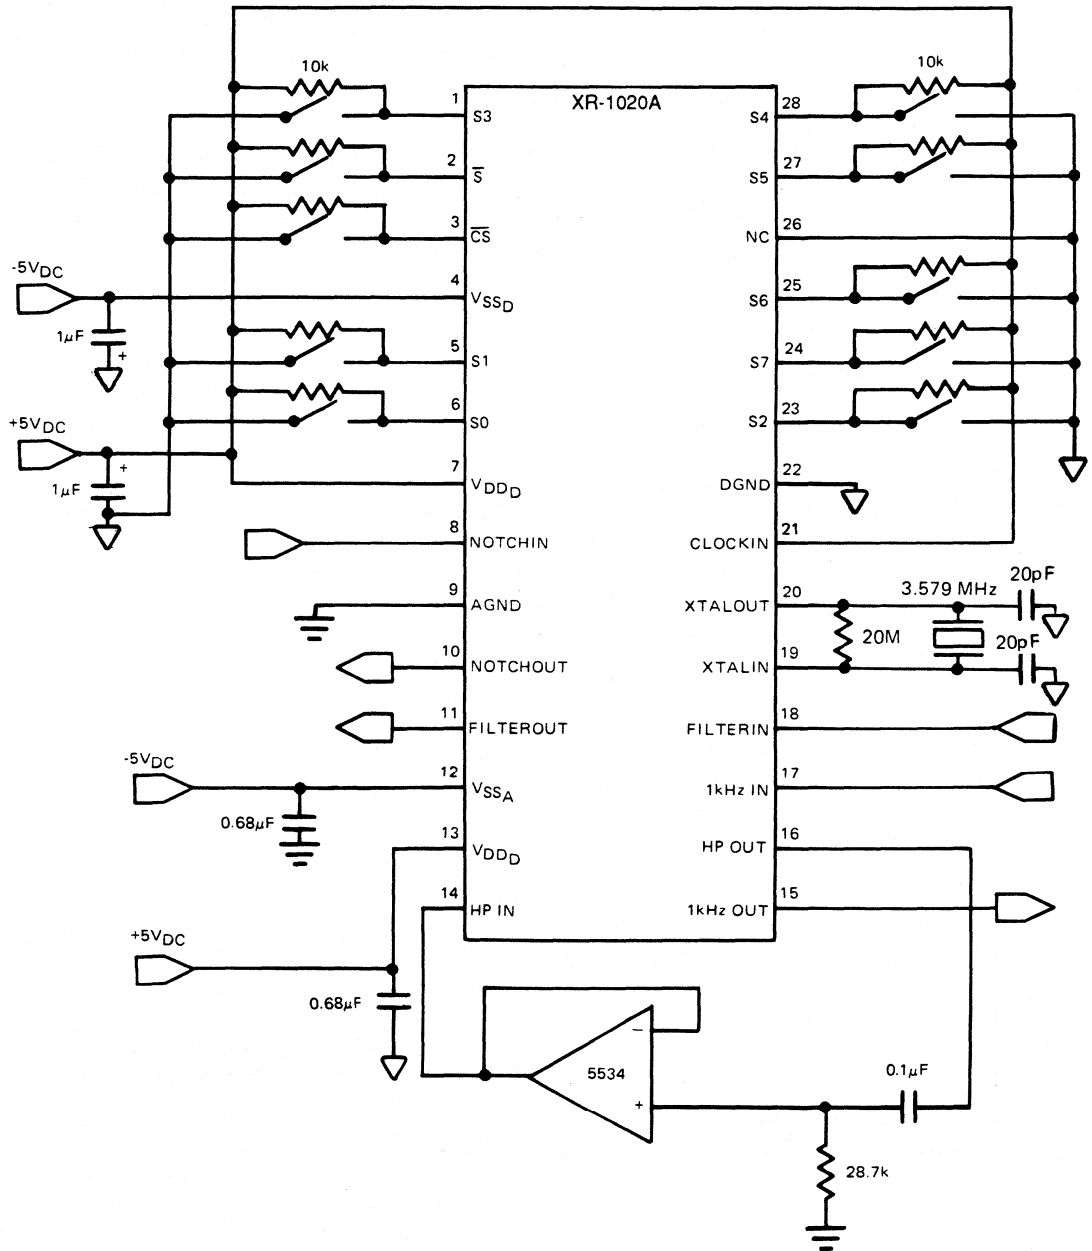 10k
XR-1020A
10k
1 S3
28 S4
2 S̅
27 S5
3 C̅S̅
26 NC
-5VDC
4 VSSD
25 S6
1µF
+
5 S1
24 S7
6 S0
23 S2
+5VDC
+
1µF
7 VDDD
22 DGND
8 NOTCHIN
21 CLOCKIN
9 AGND
20 XTALOUT
3.579 MHz
20pF
20M
20pF
10 NOTCHOUT
19 XTALIN
11 FILTEROUT
18 FILTERIN
-5VDC
12 VSSA
17 1kHz IN
0.68µF
13 VDDD
16 HP OUT
14 HP IN
15 1kHz OUT
+5VDC
0.68µF
−
5534
+
0.1µF
28.7k